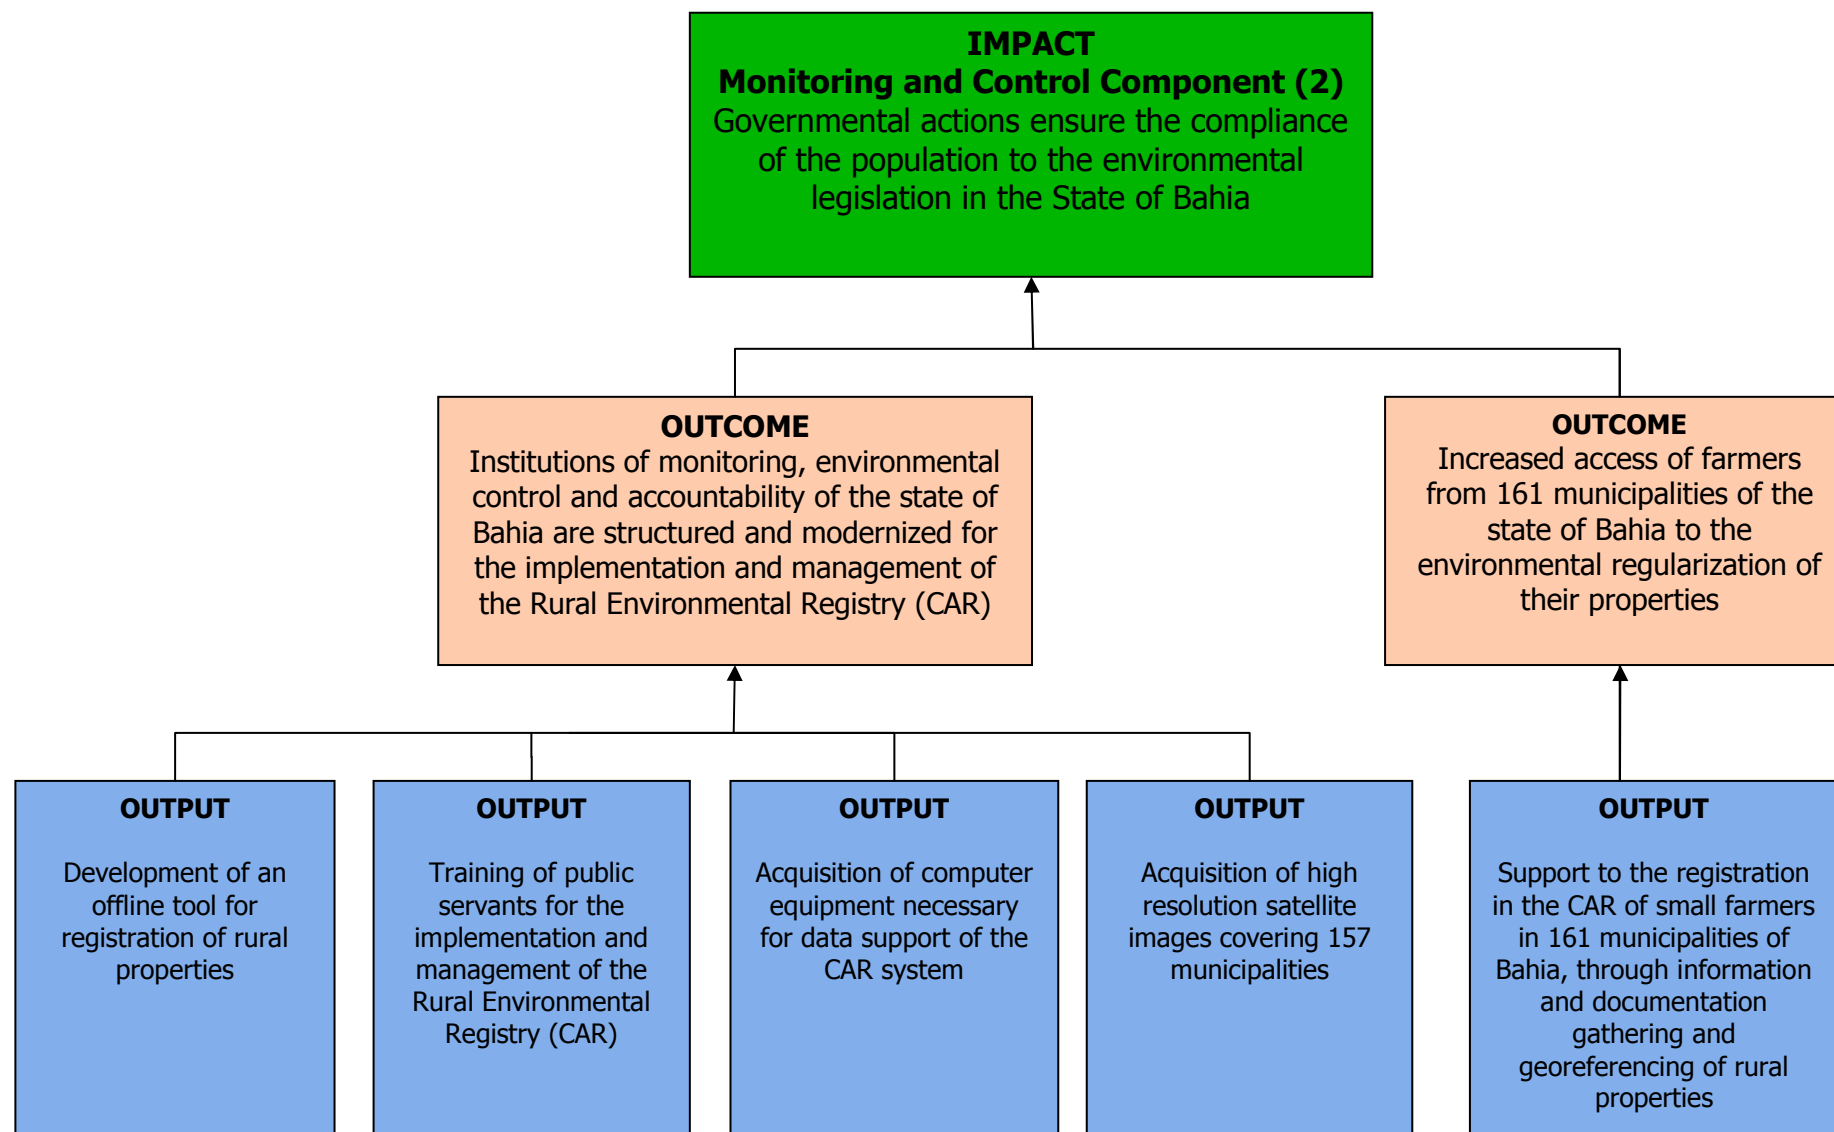 IMPACT
Monitoring and Control Component (2)
Governmental actions ensure the compliance
of the population to the environmental
legislation in the State of Bahia
OUTCOME
Institutions of monitoring, environmental
control and accountability of the state of
Bahia are structured and modernized for
the implementation and management of
the Rural Environmental Registry (CAR)
OUTCOME
Increased access of farmers
from 161 municipalities of the
state of Bahia to the
environmental regularization of
their properties
OUTPUT
Development of an
offline tool for
registration of rural
properties
OUTPUT
Training of public
servants for the
implementation and
management of the
Rural Environmental
Registry (CAR)
OUTPUT
Acquisition of computer
equipment necessary
for data support of the
CAR system
OUTPUT
Acquisition of high
resolution satellite
images covering 157
municipalities
OUTPUT
Support to the registration
in the CAR of small farmers
in 161 municipalities of
Bahia, through information
and documentation
gathering and
georeferencing of rural
properties